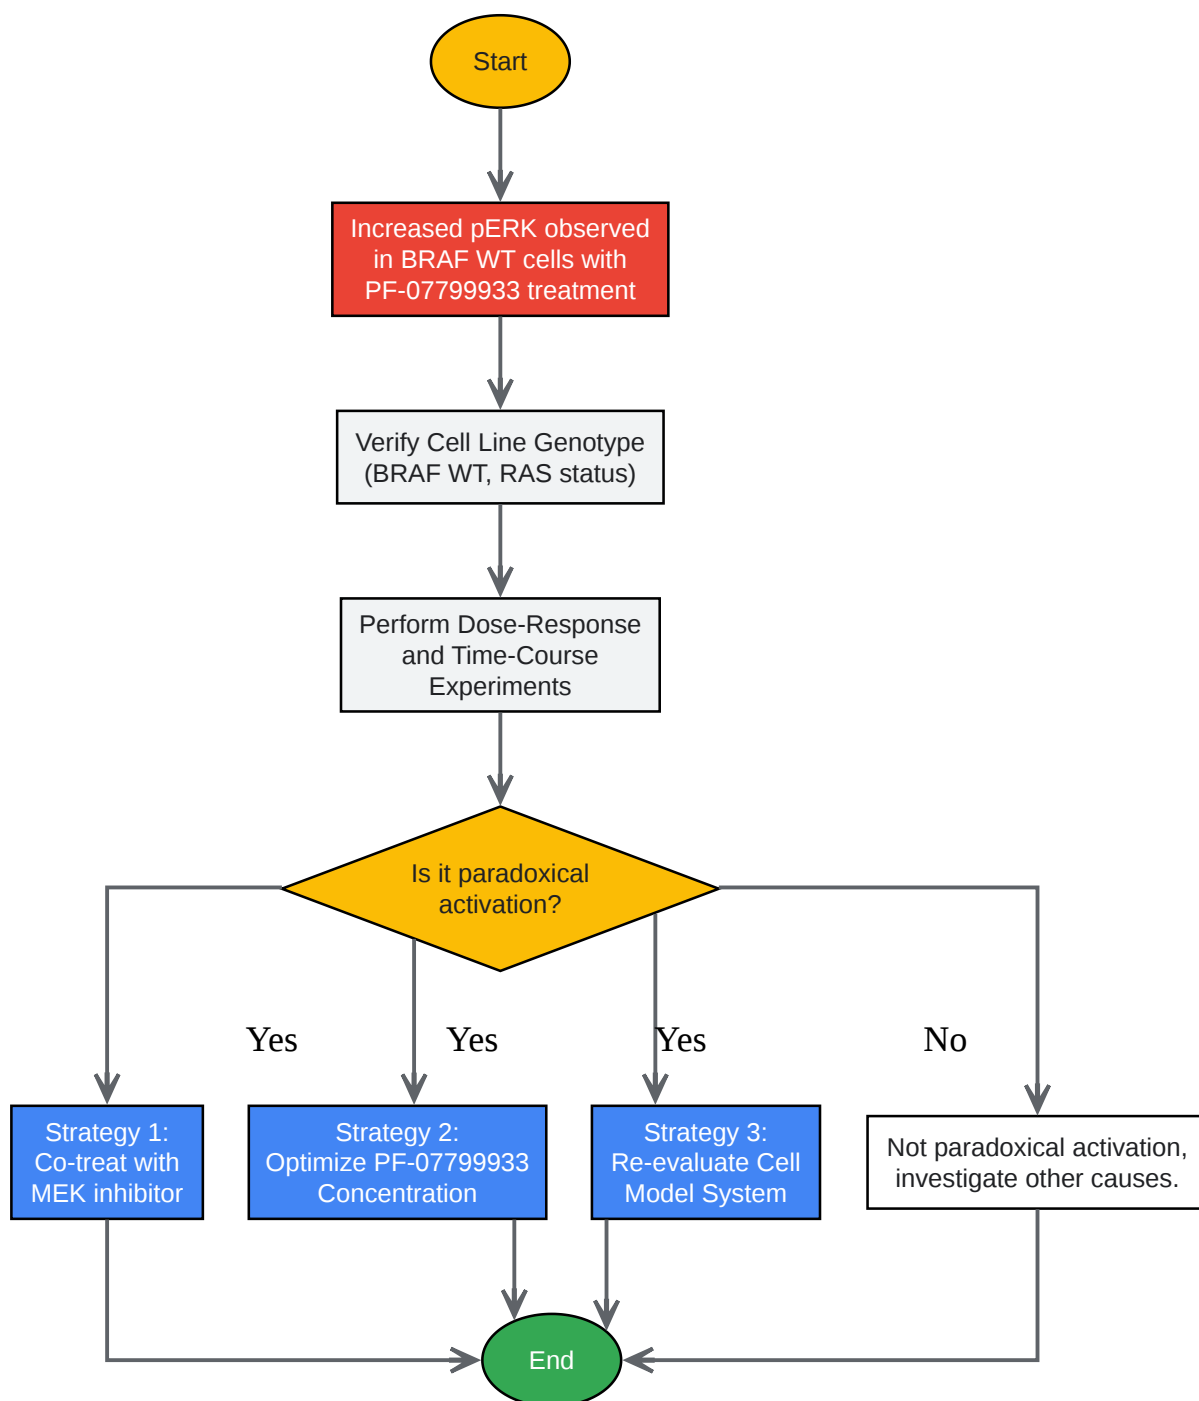 Start
Increased pERK observed
in BRAF WT cells with
PF-07799933 treatment
Verify Cell Line Genotype
(BRAF WT, RAS status)
Perform Dose-Response
and Time-Course
Experiments
Is it paradoxical
activation?
Yes
Yes
Yes
No
Strategy 1:
Co-treat with
MEK inhibitor
Strategy 2:
Optimize PF-07799933
Concentration
Strategy 3:
Re-evaluate Cell
Model System
Not paradoxical activation,
investigate other causes.
End